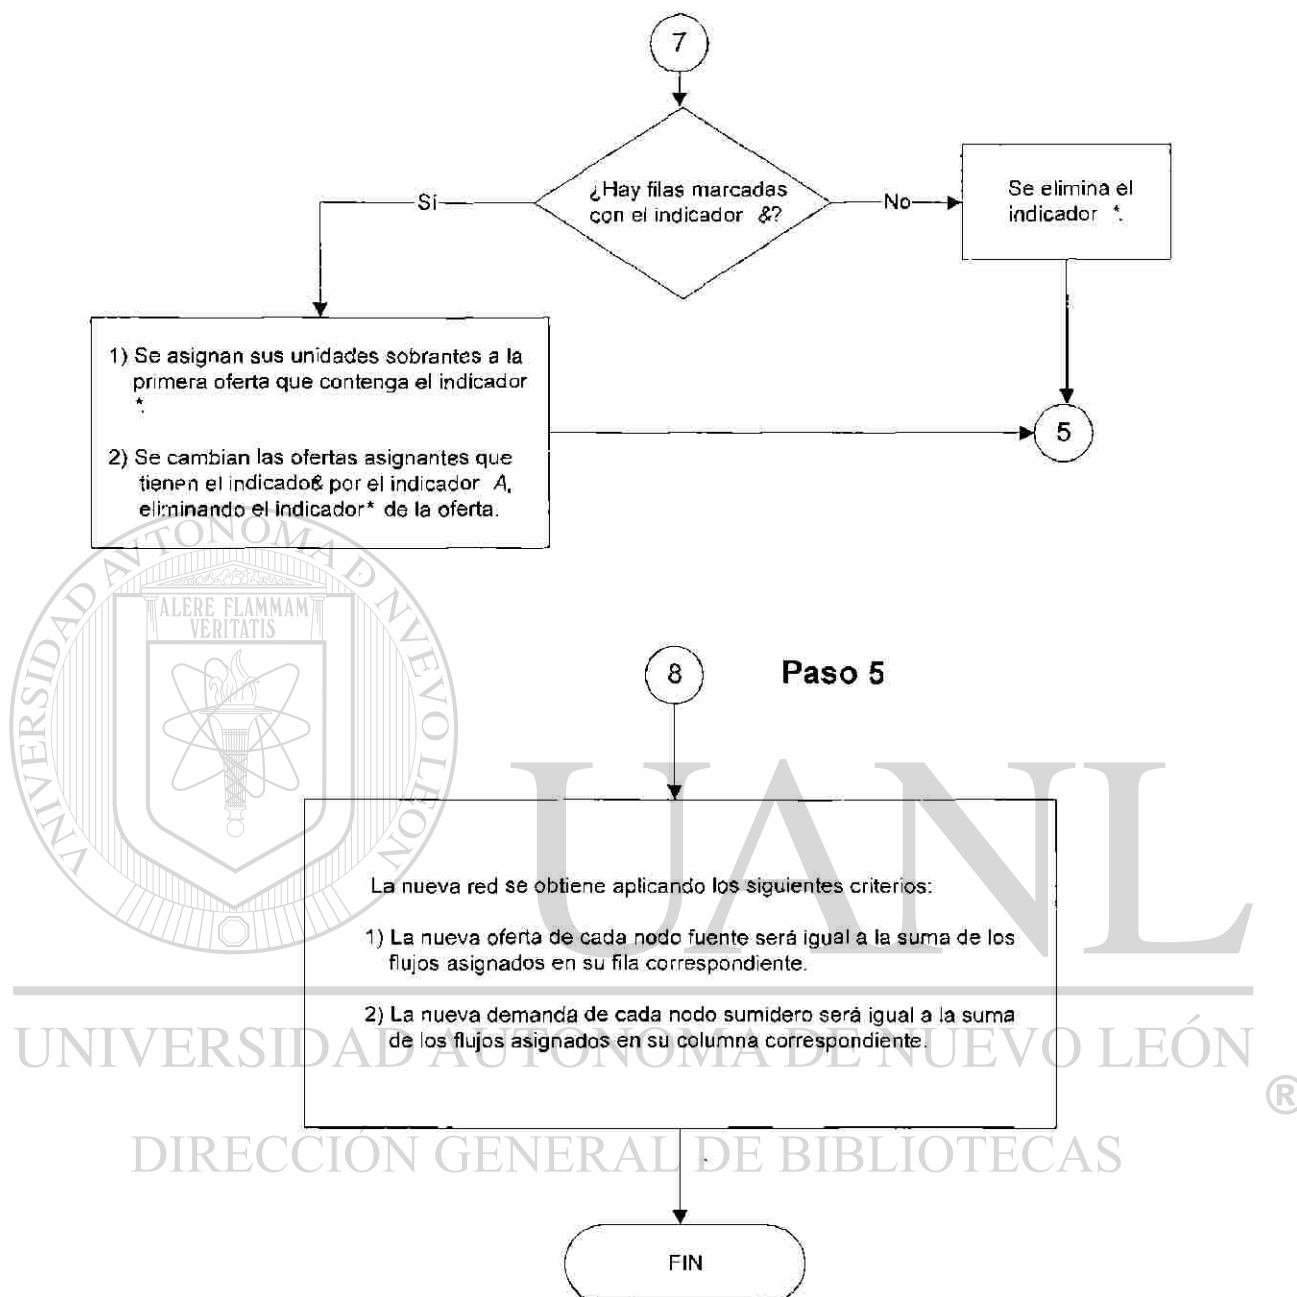 7
¿Hay filas marcadas
con el indicador &?
Sí
No
Se elimina el
indicador *.
1) Se asignan sus unidades sobrantes a la
primera oferta que contenga el indicador
*.
2) Se cambian las ofertas asignantes que
tienen el indicado& por el indicador A,
eliminando el indicador* de la oferta.
5
UNIVERSIDAD AVTONOMA DE NVEVO LEON
ALERE FLAMMAM
VERITATIS
8
Paso 5
La nueva red se obtiene aplicando los siguientes criterios:
1) La nueva oferta de cada nodo fuente será igual a la suma de los
flujos asignados en su fila correspondiente.
2) La nueva demanda de cada nodo sumidero será igual a la suma
de los flujos asignados en su columna correspondiente.
UANL
UNIVERSIDAD AUTÓNOMA DE NUEVO LEÓN
®
DIRECCIÓN GENERAL DE BIBLIOTECAS
FIN